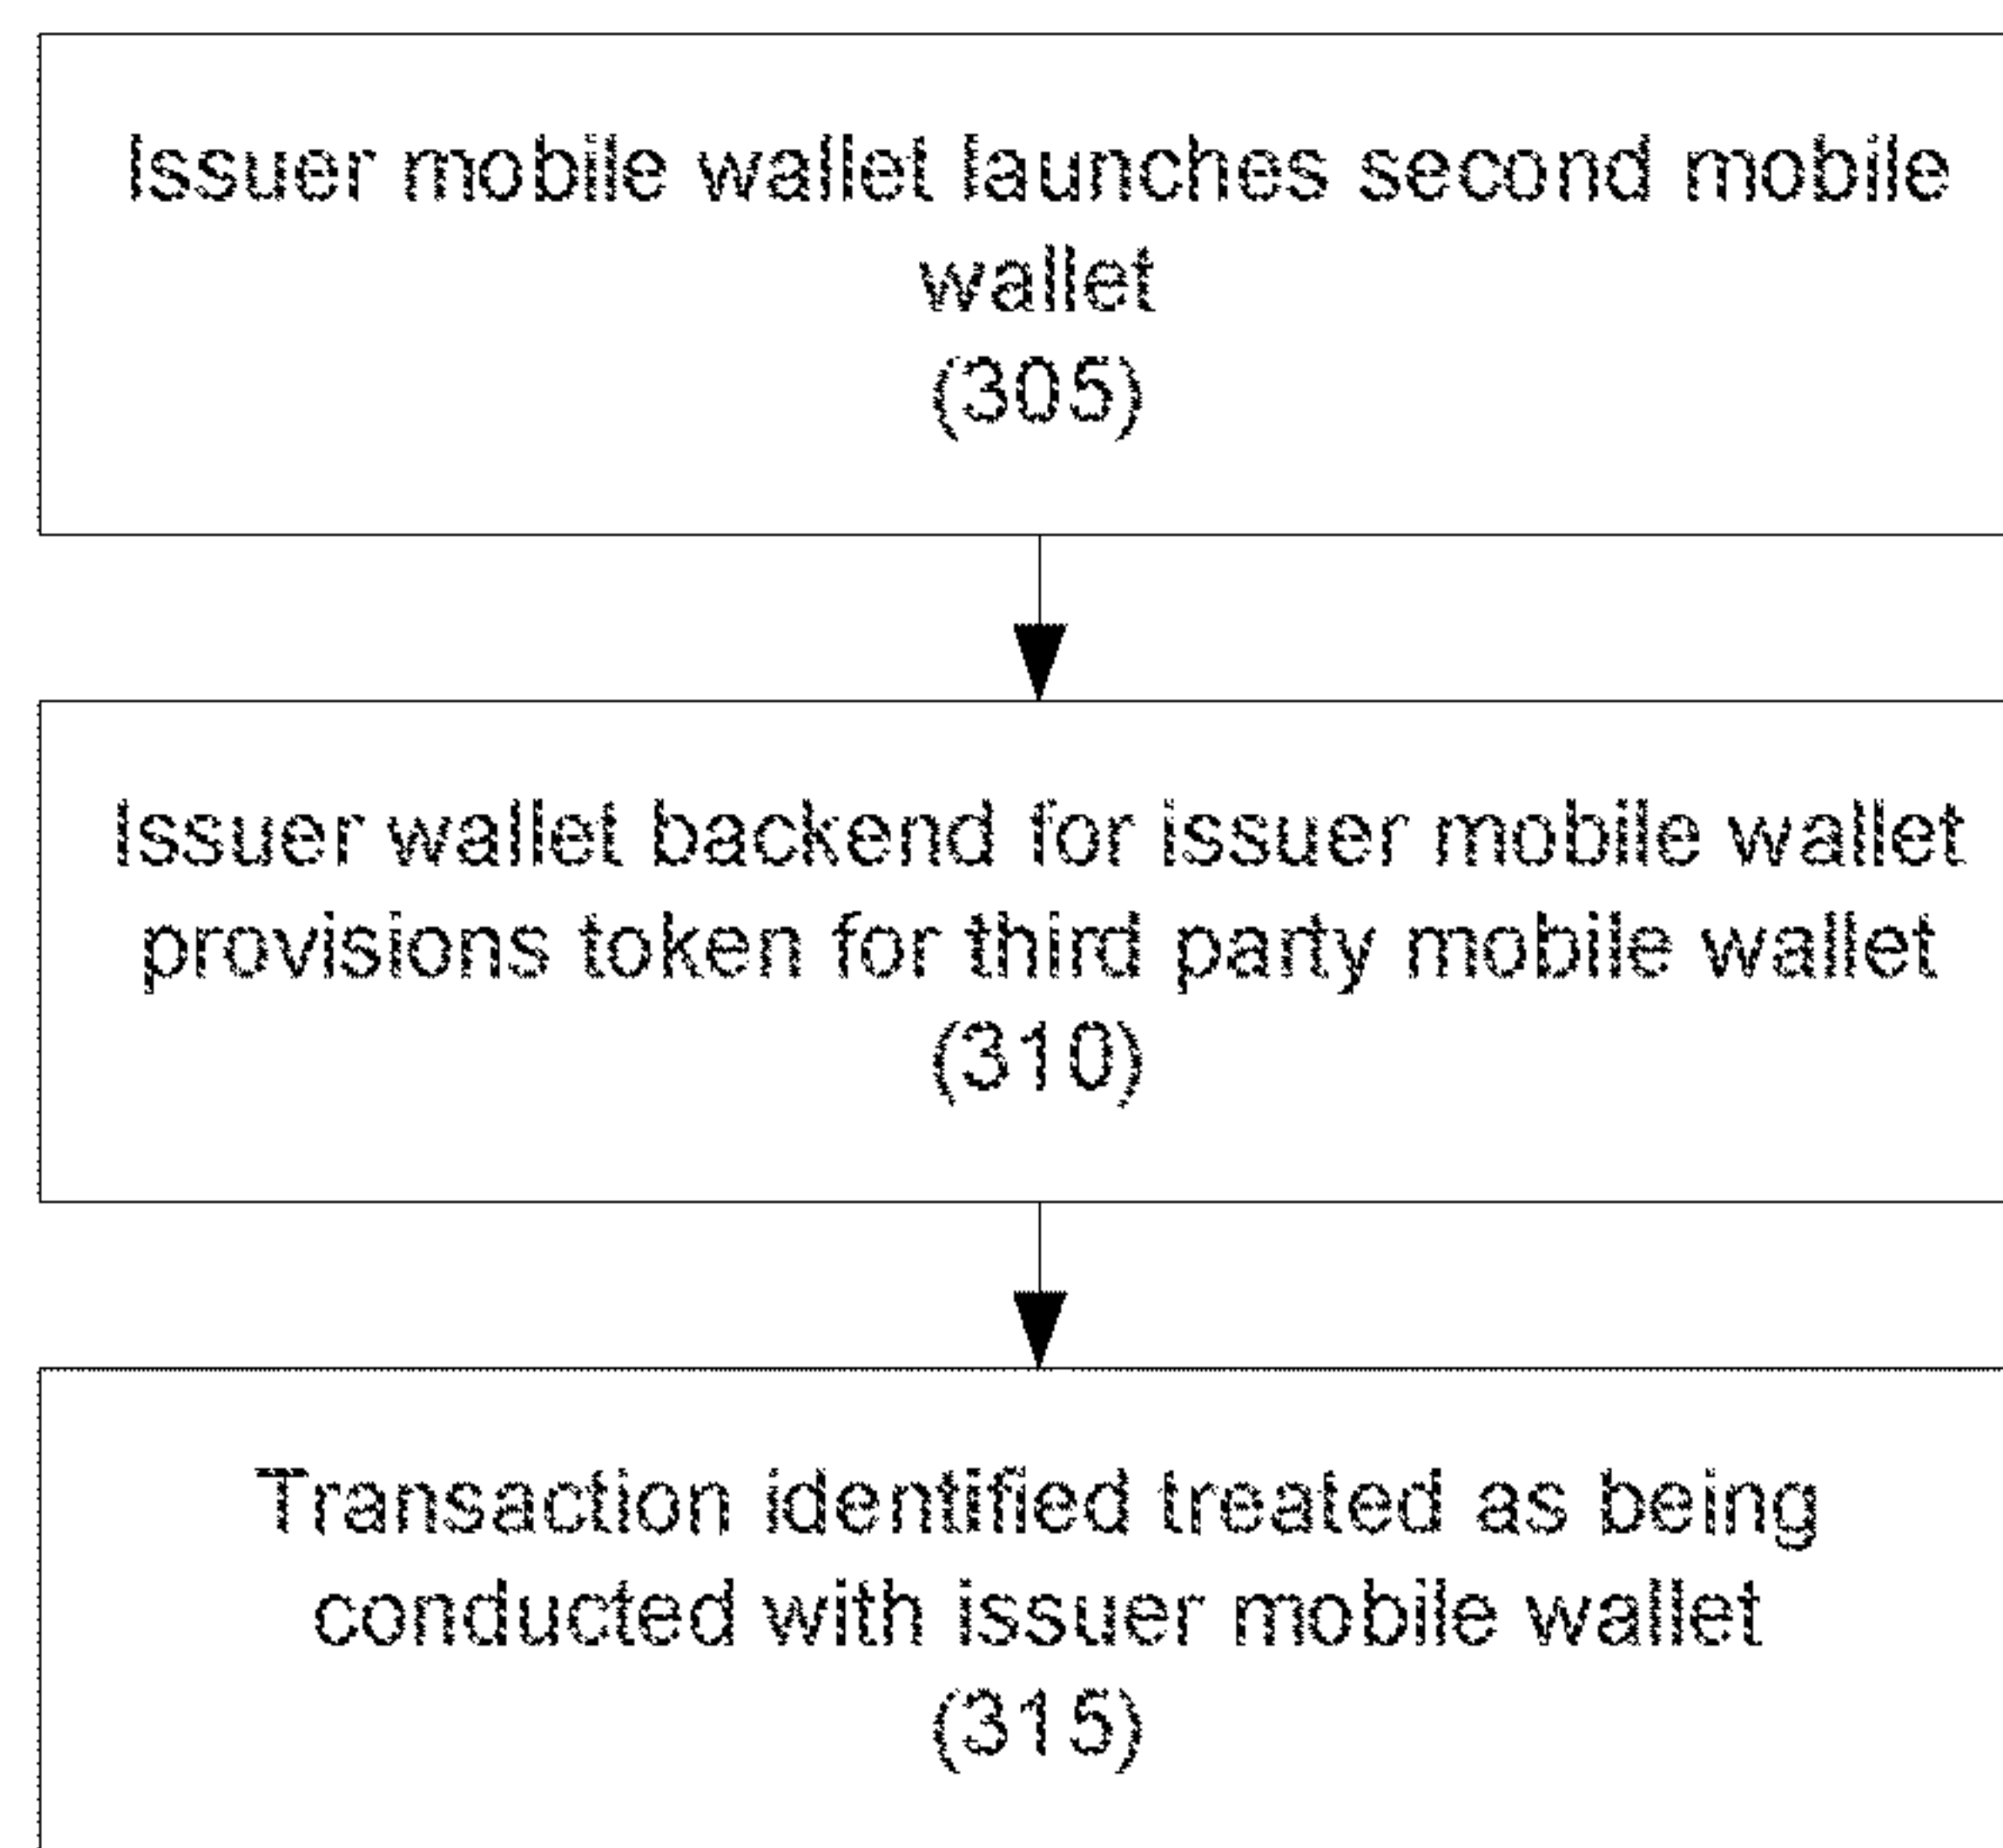 Issuer mobile wallet launches second mobile
wallet
(305)
Issuer wallet backend for issuer mobile wallet
provisions token for third party mobile wallet
(310)
Transaction identified treated as being
conducted with issuer mobile wallet
(315)